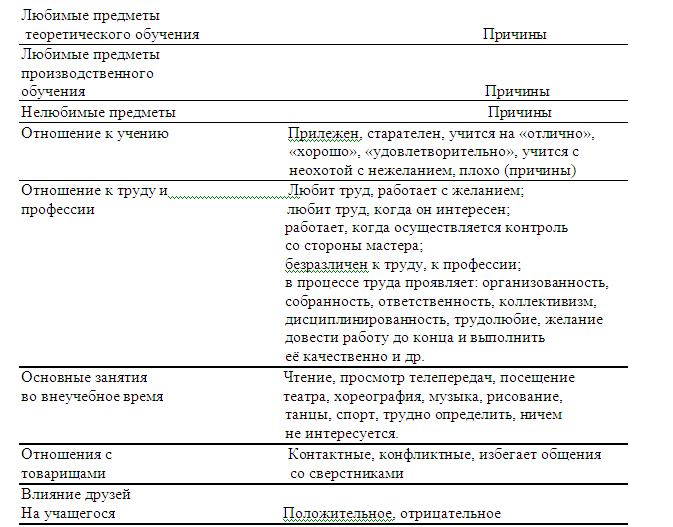 Любимые предметы
теоретического обучения Причины
Любимые предметы
производственного
обучения Причины
Нелюбимые предметы Причины
Отношение к учению Прилежен, старателен, учится на «отлично»,
«хорошо», «удовлетворительно», учится с
неохотой с нежеланием, плохо (причины)
Отношение к труду и Любит труд, работает с желанием;
профессии любит труд, когда он интересен;
работает, когда осуществляется контроль
со стороны мастера;
безразличен к труду, к профессии;
в процессе труда проявляет: организованность,
собранность, ответственность, коллективизм,
дисциплинированность, трудолюбие, желание
довести работу до конца и выполнить
её качественно и др.
Основные занятия Чтение, просмотр телепередач, посещение
во внеучебное время театра, хореография, музыка, рисование,
танцы, спорт, трудно определить, ничем
не интересуется.
Отношения с Контактные, конфликтные, избегает общения
товарищами со сверстниками
Влияние друзей
На учащегося Положительное, отрицательное